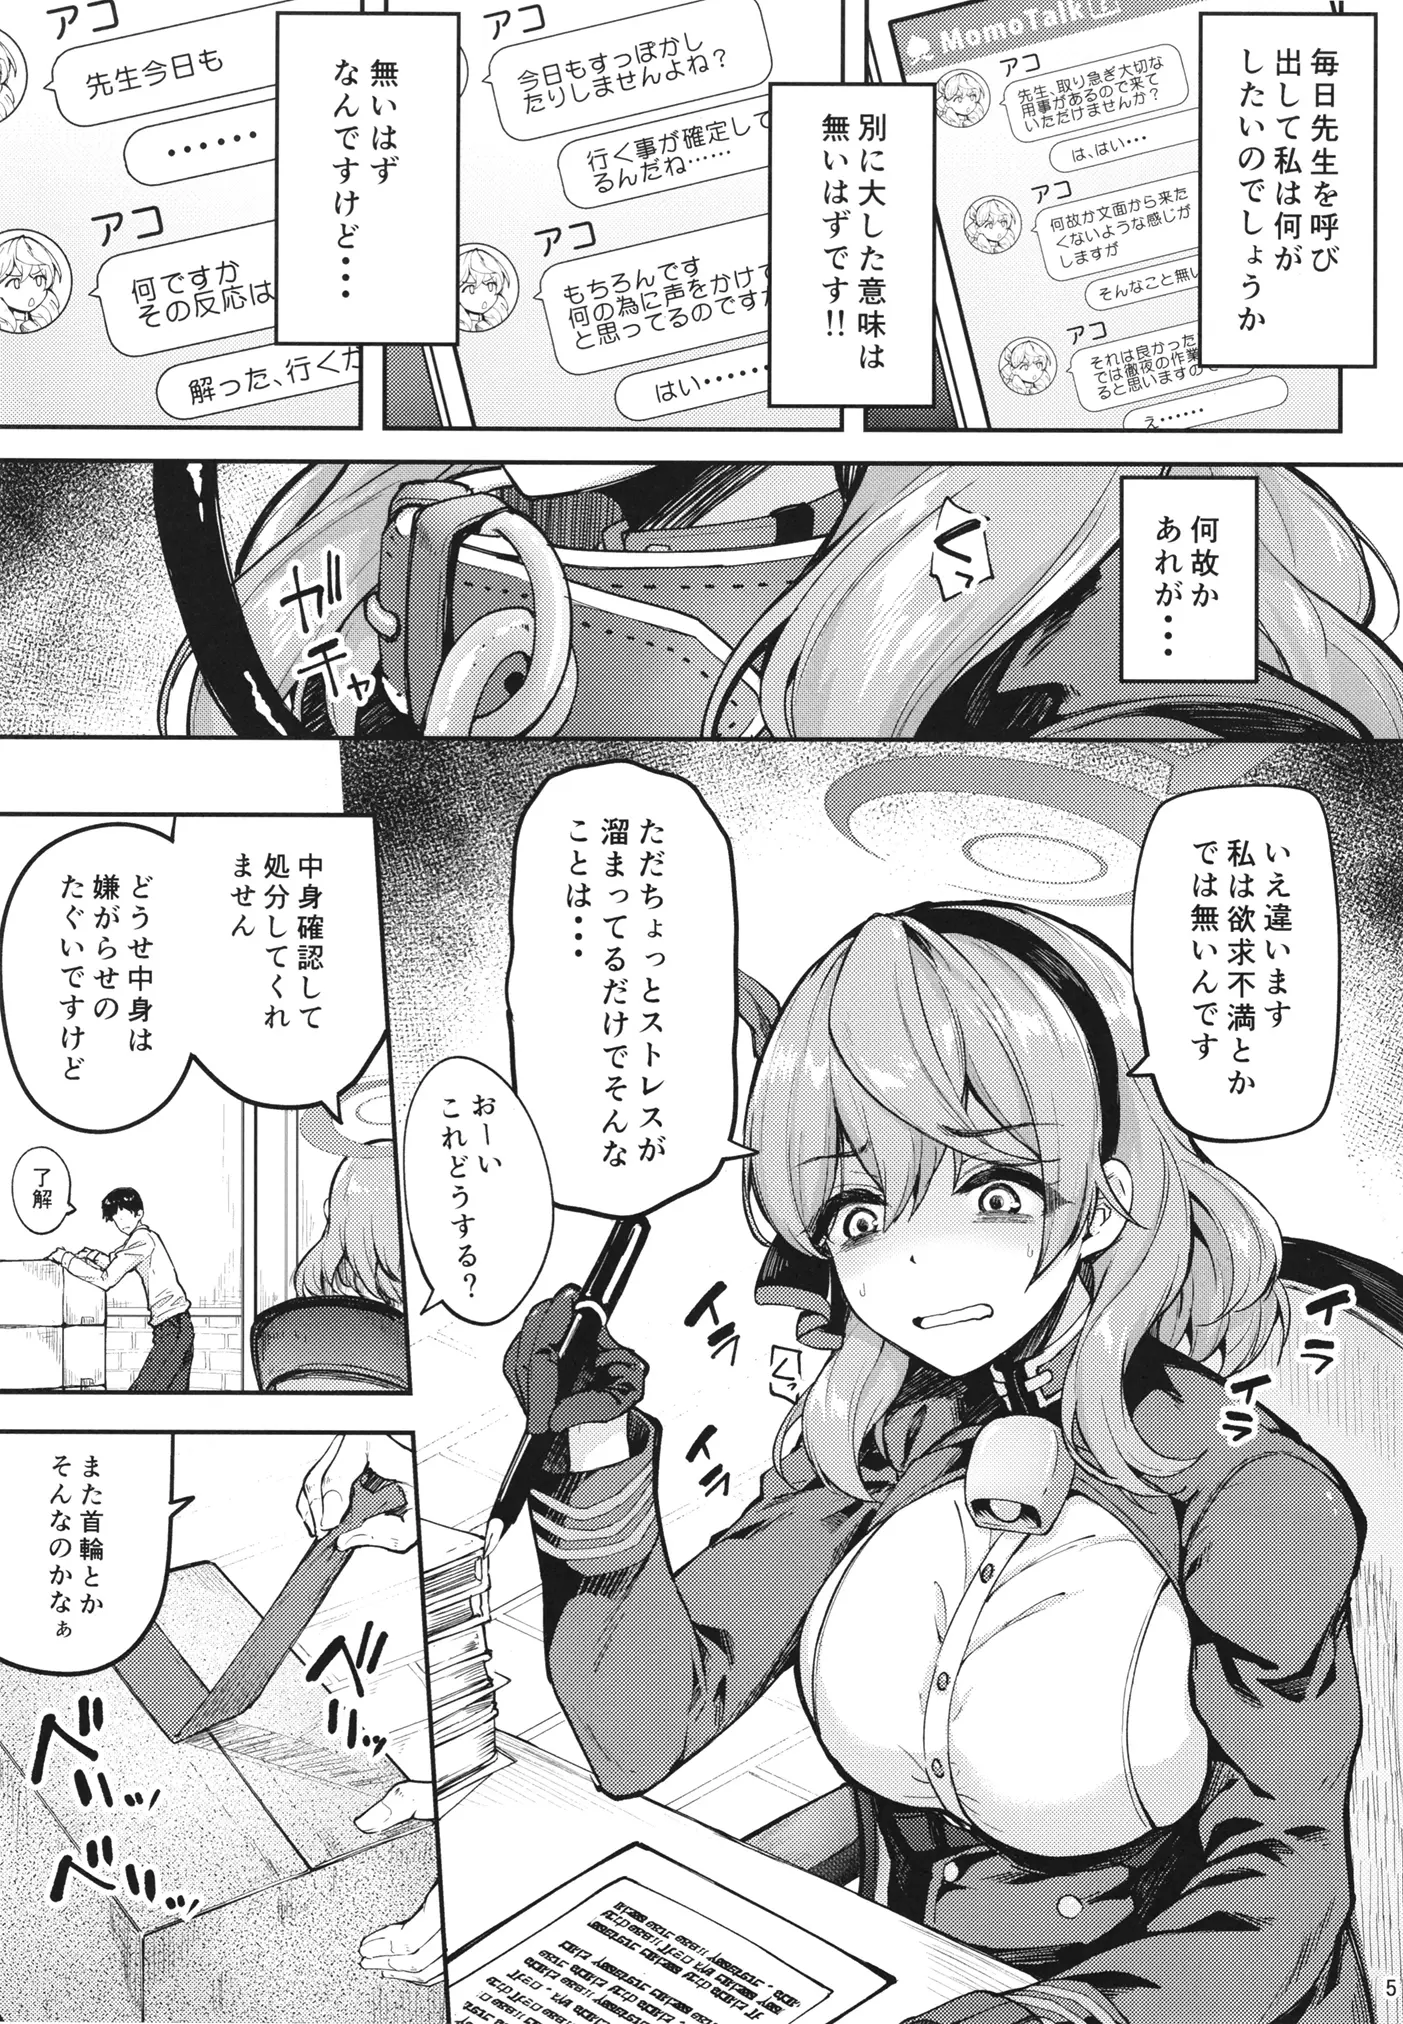 毎日先生を呼び
出して私は何が
したいのでしょうか
MomoTalk
アコ
先生、取り急ぎ大切な
用事があるので来て
いただけませんか？
は、はい…
アコ
何故か文面から来た
くないような感じが
しますが
そんなこと無い
アコ
それは良かった
では徹夜の作業
ると思いますので
え……
別に大した意味は
無いはずです!!
アコ
今日もすっぽかし
たりしませんよね？
行く事が確定して
るんだね……
アコ
もちろんです
何の為に声をかけて
と思ってるのですか
はい・・・・・・
無いはず
なんですけど・・・
アコ
先生今日も
・・・・・・
アコ
何ですか
その反応は
解った、行くか
何故か
あれが・・・
くっ
ガチャ
いえ違います
私は欲求不満とか
では無いんです
ただちょっとストレスが
溜まってるだけでそんな
ことは・・・
おーい
これどうする？
イライラ
くっ
イライラ
イラ
中身確認して
処分してくれ
ません
どうせ中身は
嫌がらせの
たぐいですけど
了解
また首輪とか
そんなのかなぁ
ベリッ
ベリベリッ
5